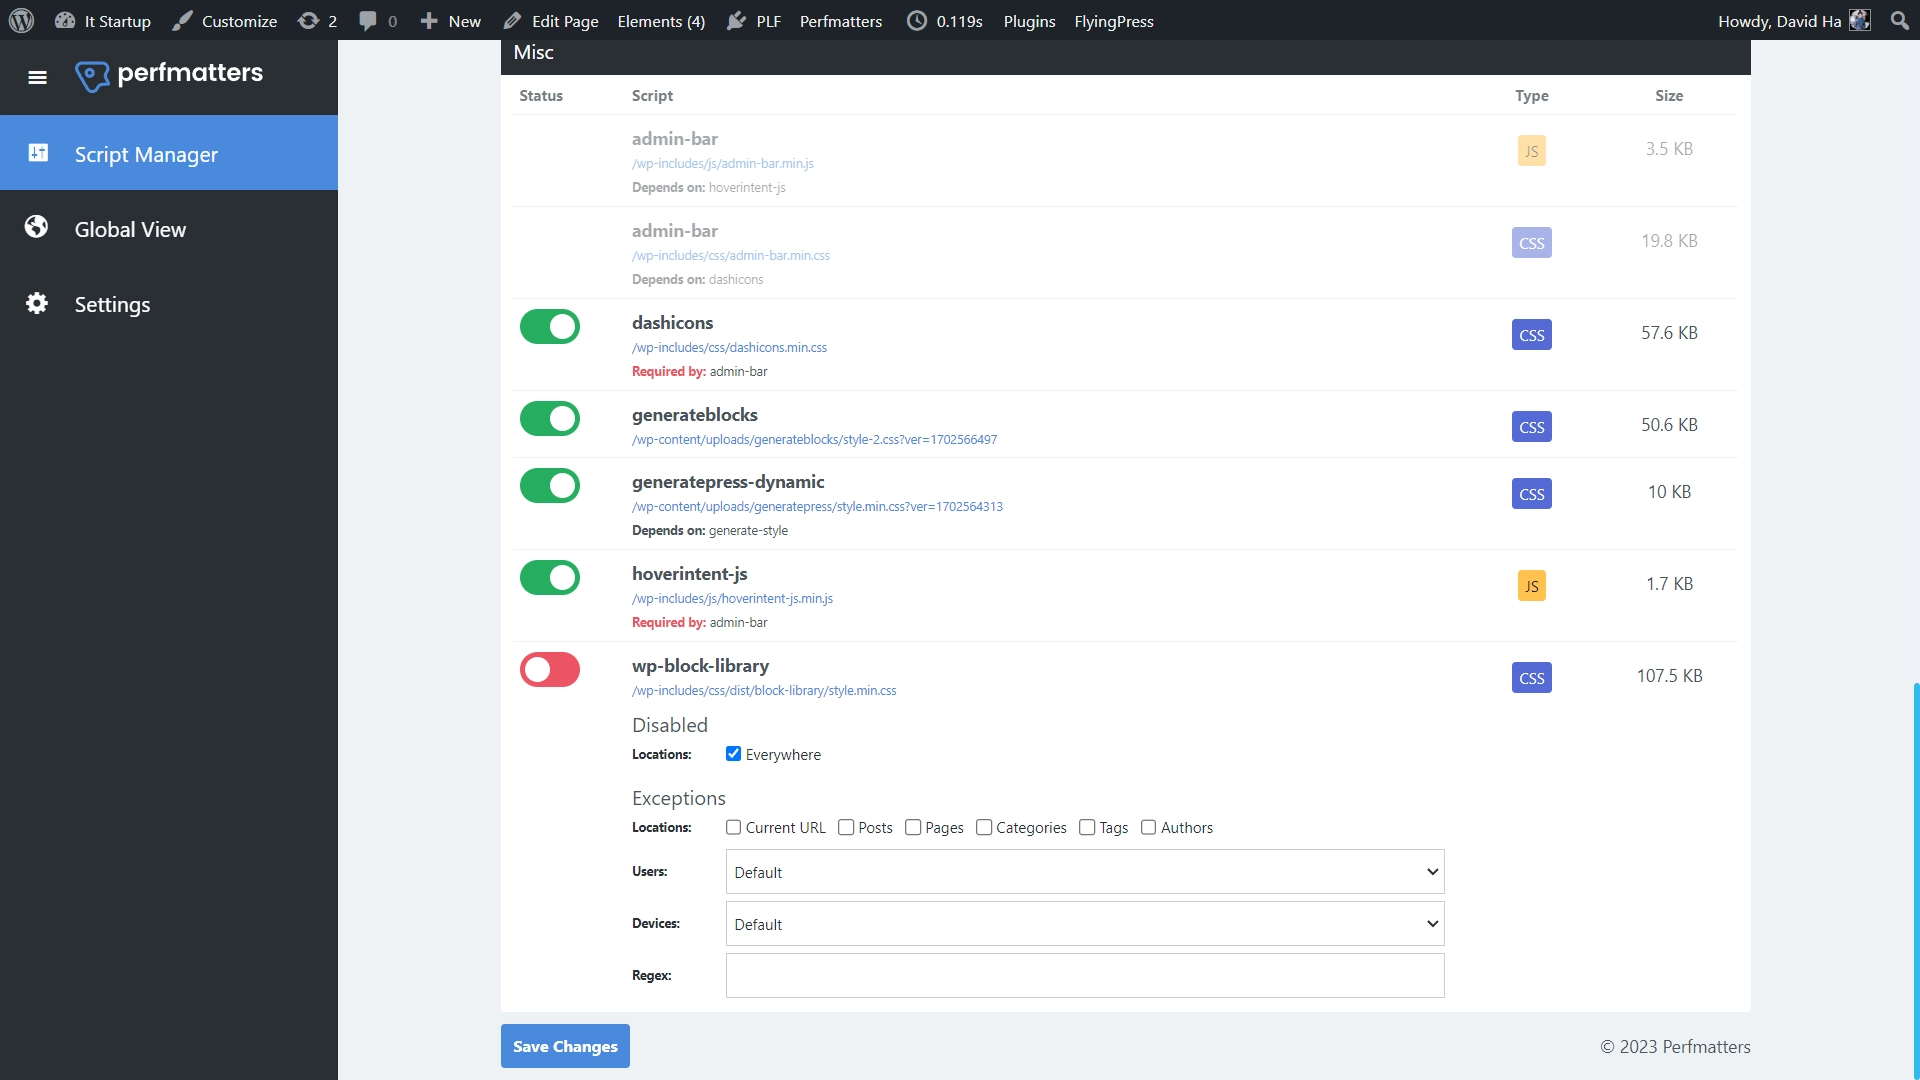 It Startup Customize 2 0 New Edit Page Elements (4) PLF Perfmatters 0.119s Plugins FlyingPress Howdy, David Ha
perfmatters
Script Manager
Global View
Settings
Misc
Status Script Type Size
admin-bar
/wp-includes/js/admin-bar.min.js
Depends on: hoverintent-js
JS 3.5 KB
admin-bar
/wp-includes/css/admin-bar.min.css
Depends on: dashicons
CSS 19.8 KB
dashicons
/wp-includes/css/dashicons.min.css
Required by: admin-bar
CSS 57.6 KB
generateblocks
/wp-content/uploads/generateblocks/style-2.css?ver=1702566497
CSS 50.6 KB
generatepress-dynamic
/wp-content/uploads/generatepress/style.min.css?ver=1702564313
Depends on: generate-style
CSS 10 KB
hoverintent-js
/wp-includes/js/hoverintent-js.min.js
Required by: admin-bar
JS 1.7 KB
wp-block-library
/wp-includes/css/dist/block-library/style.min.css
CSS 107.5 KB
Disabled
Locations: Everywhere
Exceptions
Locations: Current URL Posts Pages Categories Tags Authors
Users: Default
Devices: Default
Regex:
Save Changes
© 2023 Perfmatters